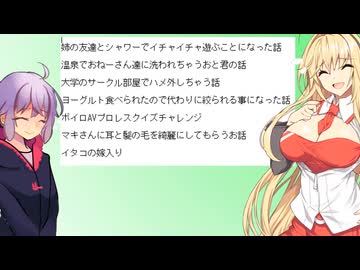 姉の友達とシャワーでイチャイチャ遊ぶことになった話
温泉でおねーさん達に洗われちゃうおと君の話
大学のサークル部屋でハメ外しちゃう話
ヨーグルト食べられたので代わりに絞られる事になった話
ボイロAVプロレスクイズチャレンジ
マキさんに耳と髪の毛を綺麗にしてもらうお話
イタコの嫁入り